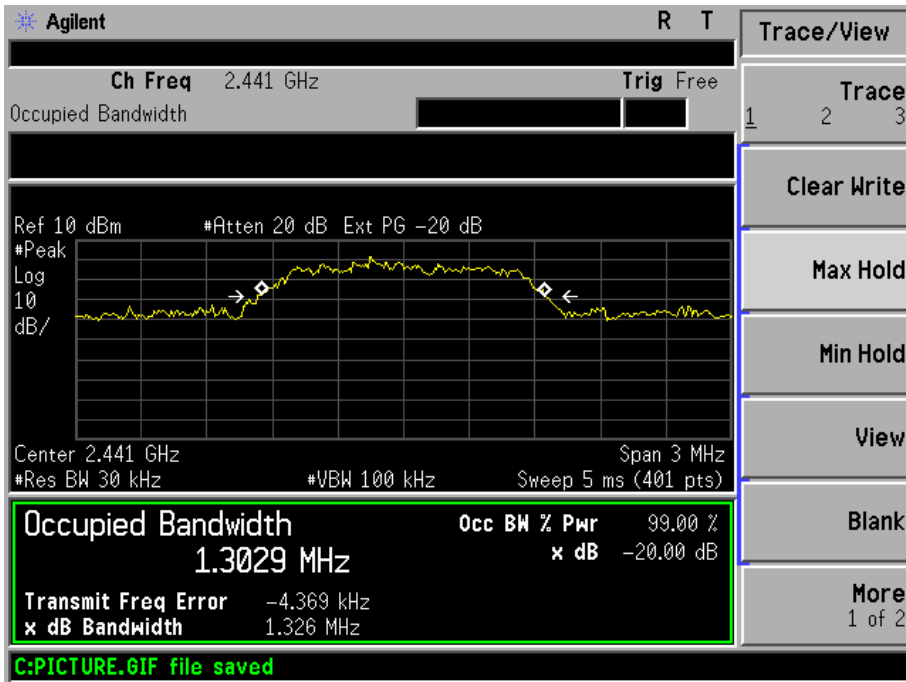 Agilent R T
Ch Freq 2.441 GHz Trig Free
Occupied Bandwidth
Ref 10 dBm #Atten 20 dB Ext PG −20 dB
#Peak
Log
10
dB/
Center 2.441 GHz Span 3 MHz
#Res BW 30 kHz #VBW 100 kHz Sweep 5 ms (401 pts)
Occupied Bandwidth Occ BW % Pwr 99.00 %
1.3029 MHz x dB −20.00 dB
Transmit Freq Error −4.369 kHz
x dB Bandwidth 1.326 MHz
C:PICTURE.GIF file saved
Trace/View
Trace
1 2 3
Clear Write
Max Hold
Min Hold
View
Blank
More
1 of 2